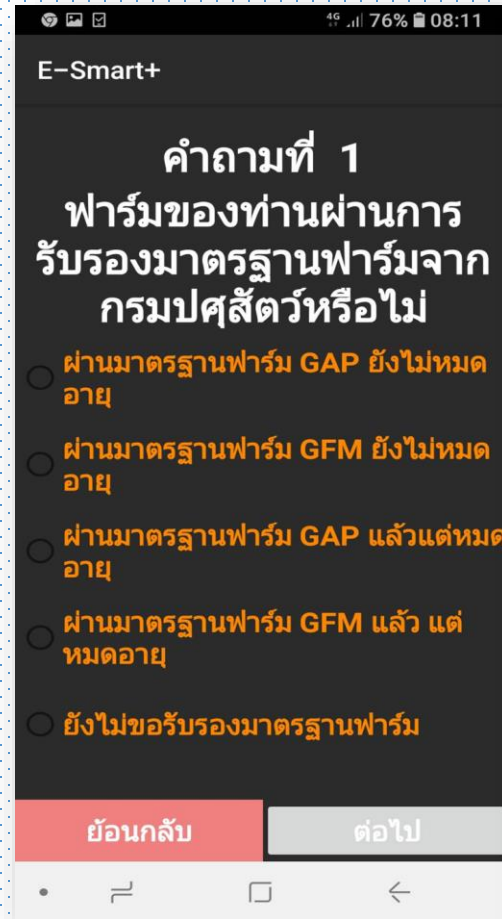 4G 76% 08:11
E-Smart+
คำถามที่ 1
ฟาร์มของท่านผ่านการ
รับรองมาตรฐานฟาร์มจาก
กรมปศุสัตว์หรือไม่
ผ่านมาตรฐานฟาร์ม GAP ยังไม่หมด
อายุ
ผ่านมาตรฐานฟาร์ม GFM ยังไม่หมด
อายุ
ผ่านมาตรฐานฟาร์ม GAP แล้วแต่หมด
อายุ
ผ่านมาตรฐานฟาร์ม GFM แล้ว แต่
หมดอายุ
ยังไม่ขอรับรองมาตรฐานฟาร์ม
ย้อนกลับ ต่อไป